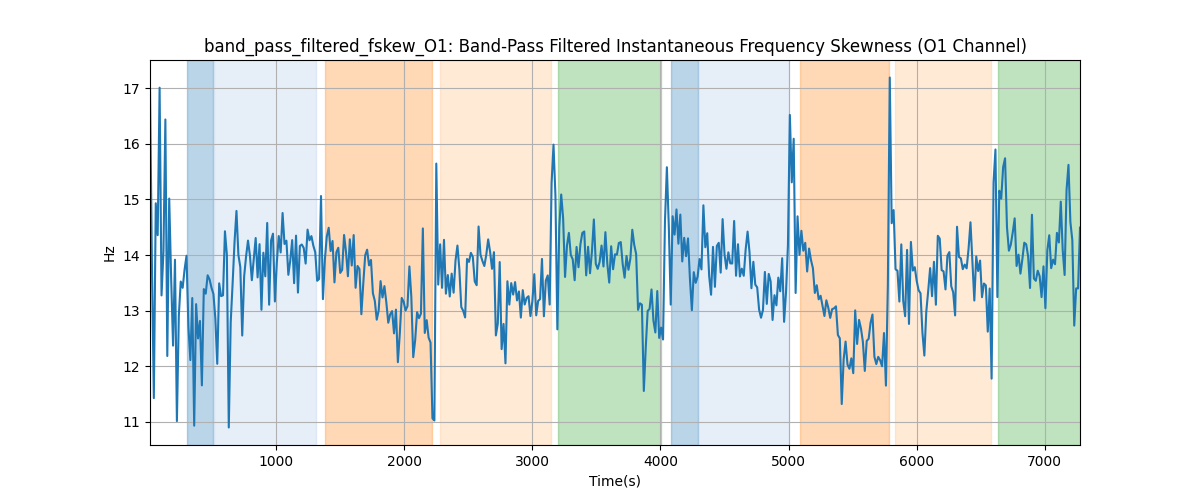 band_pass_filtered_fskew_O1: Band-Pass Filtered Instantaneous Frequency Skewness (O1 Channel)
17
16
15
14
13
12
11
Hz
1000 2000 3000 4000 5000 6000 7000
Time(s)